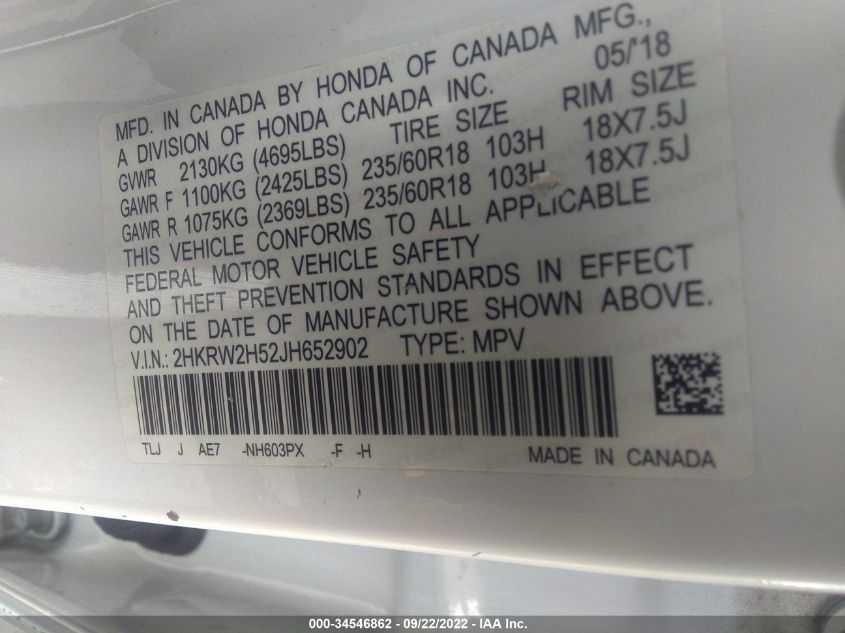 MFD. IN CANADA BY HONDA OF CANADA MFG.,
A DIVISION OF HONDA CANADA INC. 05/'18
GVWR 2130KG (4695LBS) TIRE SIZE RIM SIZE
GAWR F 1100KG (2425LBS) 235/60R18 103H 18X7.5J
GAWR R 1075KG (2369LBS) 235/60R18 103H 18X7.5J
THIS VEHICLE CONFORMS TO ALL APPLICABLE
FEDERAL MOTOR VEHICLE SAFETY
AND THEFT PREVENTION STANDARDS IN EFFECT
ON THE DATE OF MANUFACTURE SHOWN ABOVE.
V.I.N.: 2HKRW2H52JH652902 TYPE: MPV
TLJ J AE7 -NH603PX -F -H MADE IN CANADA
000-34546862 / 09/22/2022 - IAA Inc.